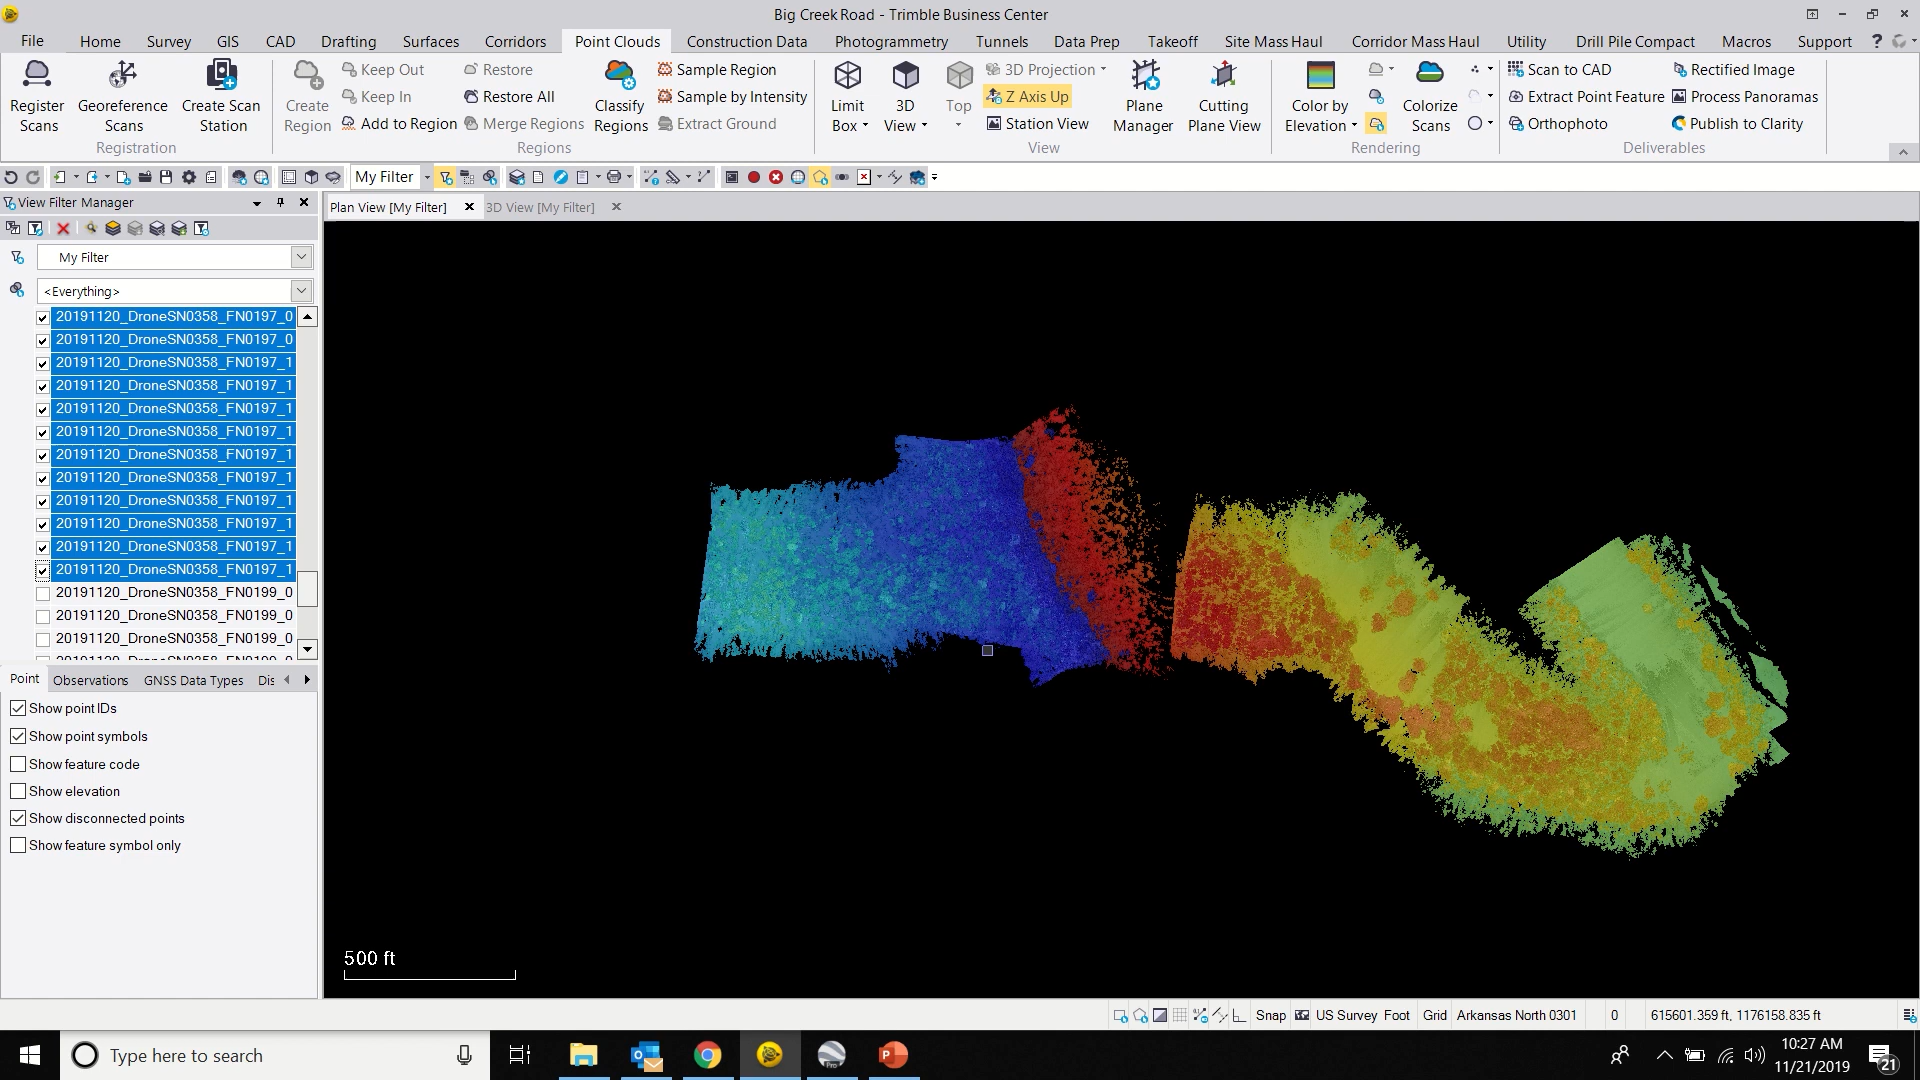 Big Creek Road - Trimble Business Center
File Home Survey GIS CAD Drafting Surfaces Corridors Point Clouds Construction Data Photogrammetry Tunnels Data Prep Takeoff Site Mass Haul Corridor Mass Haul Utility Drill Pile Compact Macros Support ?
Register Scans
Georeference Scans
Create Scan Station
Registration
Create Region
Keep Out
Keep In
Add to Region
Restore
Restore All
Merge Regions
Classify Regions
Sample Region
Sample by Intensity
Extract Ground
Regions
Limit Box
3D View
Top
3D Projection
Z Axis Up
Station View
Plane Manager
Cutting Plane View
View
Color by Elevation
Colorize Scans
Rendering
Scan to CAD
Extract Point Feature
Orthophoto
Rectified Image
Process Panoramas
Publish to Clarity
Deliverables
My Filter
View Filter Manager
Plan View [My Filter]
3D View [My Filter]
My Filter
<Everything>
20191120_DroneSN0358_FN0197_0
20191120_DroneSN0358_FN0197_0
20191120_DroneSN0358_FN0197_1
20191120_DroneSN0358_FN0197_1
20191120_DroneSN0358_FN0197_1
20191120_DroneSN0358_FN0197_1
20191120_DroneSN0358_FN0197_1
20191120_DroneSN0358_FN0197_1
20191120_DroneSN0358_FN0197_1
20191120_DroneSN0358_FN0197_1
20191120_DroneSN0358_FN0197_1
20191120_DroneSN0358_FN0197_1
20191120_DroneSN0358_FN0199_0
20191120_DroneSN0358_FN0199_0
20191120_DroneSN0358_FN0199_0
Point Observations GNSS Data Types Dis
Show point IDs
Show point symbols
Show feature code
Show elevation
Show disconnected points
Show feature symbol only
500 ft
Snap US Survey Foot Grid Arkansas North 0301 0 615601.359 ft, 1176158.835 ft
Type here to search
Pro
P
10:27 AM
11/21/2019
21